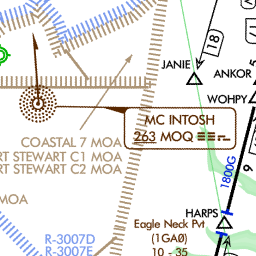 18
JANIE
ANKOR
WOHPY
MC INTOSH
263 MOQ
COASTAL 7 MOA
RT STEWART C1 MOA
RT STEWART C2 MOA
MOA
1800G
9
HARPS
Eagle Neck Pvt
(1GA0)
10 - 35
R-3007D
R-3007E